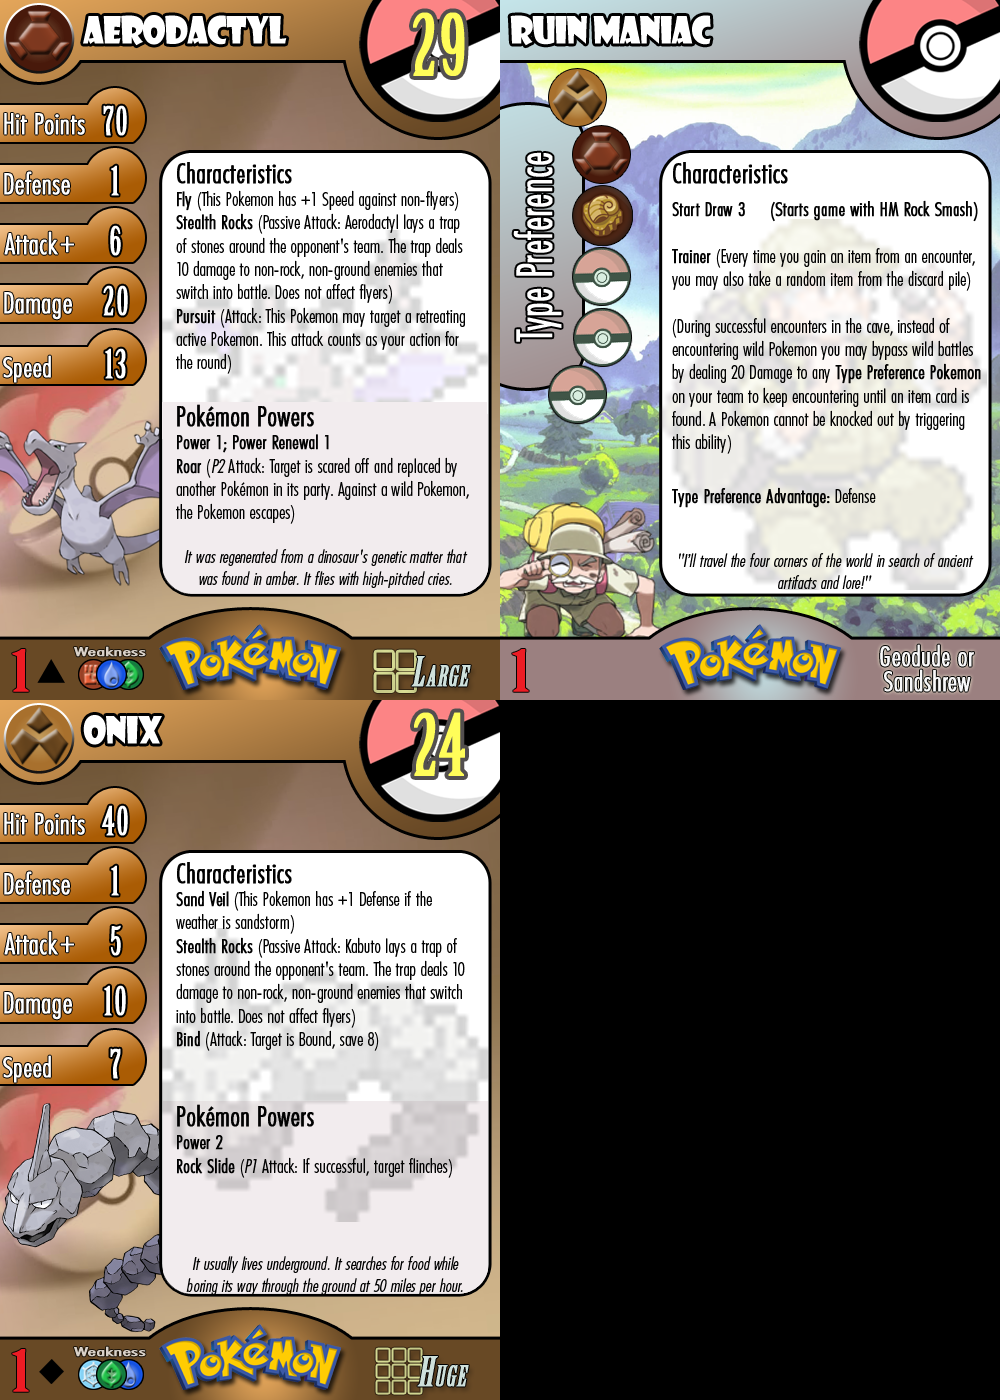 AERODACTYL
29
Hit Points 70
Defense 1
Attack+ 6
Damage 20
Speed 13
Characteristics
Fly (This Pokemon has +1 Speed against non-flyers)
Stealth Rocks (Passive Attack: Aerodactyl lays a trap
of stones around the opponent's team. The trap deals
10 damage to non-rock, non-ground enemies that
switch into battle. Does not affect flyers)
Pursuit (Attack: This Pokemon may target a retreating
active Pokemon. This attack counts as your action for
the round)
Pokémon Powers
Power 1; Power Renewal 1
Roar (P2 Attack: Target is scared off and replaced by
another Pokémon in its party. Against a wild Pokemon,
the Pokemon escapes)
It was regenerated from a dinosaur's genetic matter that
was found in amber. It flies with high-pitched cries.
1
Weakness
POKéMON
LARGE
RUIN MANIAC
Type Preference
Characteristics
Start Draw 3 (Starts game with HM Rock Smash)
Trainer (Every time you gain an item from an encounter,
you may also take a random item from the discard pile)
(During successful encounters in the cave, instead of
encountering wild Pokemon you may bypass wild battles
by dealing 20 Damage to any Type Preference Pokemon
on your team to keep encountering until an item card is
found. A Pokemon cannot be knocked out by triggering
this ability)
Type Preference Advantage: Defense
"I'll travel the four corners of the world in search of ancient
artifacts and lore!"
1
POKéMON
Geodude or
Sandshrew
ONIX
24
Hit Points 40
Defense 1
Attack+ 5
Damage 10
Speed 7
Characteristics
Sand Veil (This Pokemon has +1 Defense if the
weather is sandstorm)
Stealth Rocks (Passive Attack: Kabuto lays a trap of
stones around the opponent's team. The trap deals 10
damage to non-rock, non-ground enemies that switch
into battle. Does not affect flyers)
Bind (Attack: Target is Bound, save 8)
Pokémon Powers
Power 2
Rock Slide (P1 Attack: If successful, target flinches)
It usually lives underground. It searches for food while
boring its way through the ground at 50 miles per hour.
1
Weakness
POKéMON
HUGE